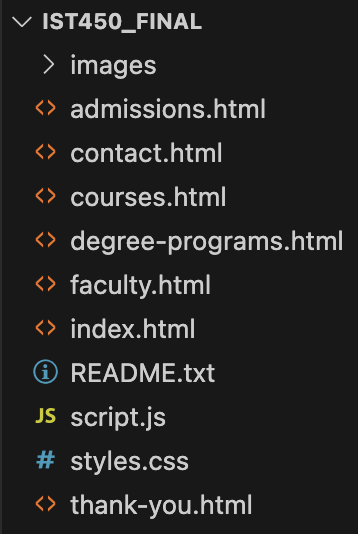 IST450_FINAL
images
admissions.html
contact.html
courses.html
degree-programs.html
faculty.html
index.html
README.txt
JS script.js
# styles.css
thank-you.html